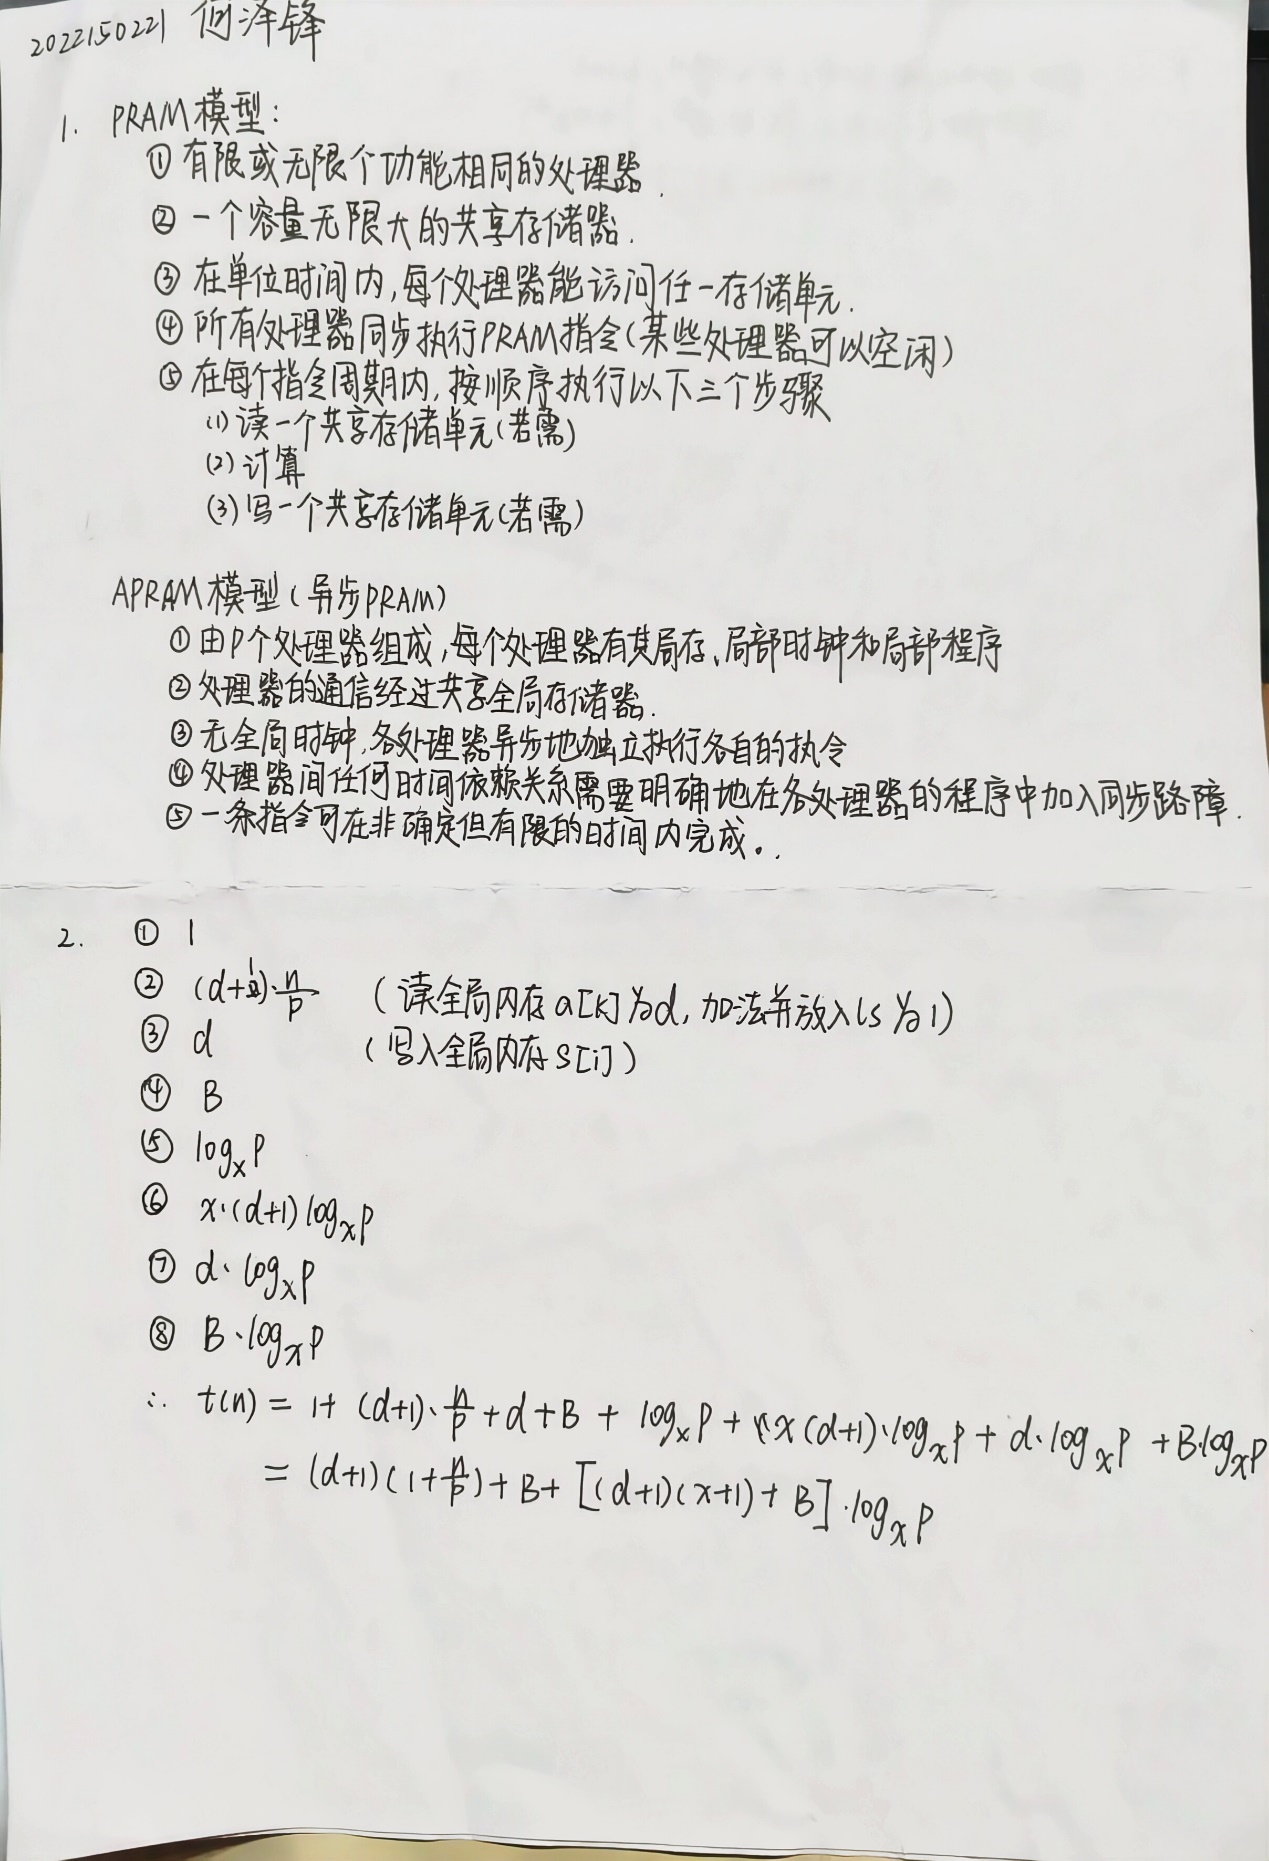 2022150221 何泽锋
1. PRAM模型:
① 有限或无限个功能相同的处理器.
② 一个容量无限大的共享存储器.
③ 在单位时间内,每个处理器能访问任一存储单元.
④ 所有处理器同步执行PRAM指令(某些处理器可以空闲)
⑤ 在每个指令周期内,按顺序执行以下三个步骤
(1) 读一个共享存储单元(若需)
(2) 计算
(3) 写一个共享存储单元(若需)
APRAM模型(异步PRAM)
① 由P个处理器组成,每个处理器有其局存、局部时钟和局部程序
② 处理器的通信经过共享全局存储器.
③ 无全局时钟,各处理器异步地独立执行各自的执令
④ 处理器间任何时间依赖关系需要明确地在各处理器的程序中加入同步路障.
⑤ 一条指令可在非确定但有限的时间内完成。.
2. ① 1
② (d+1)·n/p (读全局内存a[k]为d,加法并放入ls为1)
③ d (写入全局内存S[i])
④ B
⑤ log_x P
⑥ x·(d+1) log_x P
⑦ d·log_x P
⑧ B·log_x P
∴ t(n) = 1+ (d+1)·n/p + d + B + log_x P + x(d+1)·log_x P + d·log_x P + B·log_x P
= (d+1)(1+n/p) + B + [(d+1)(x+1) + B]·log_x P